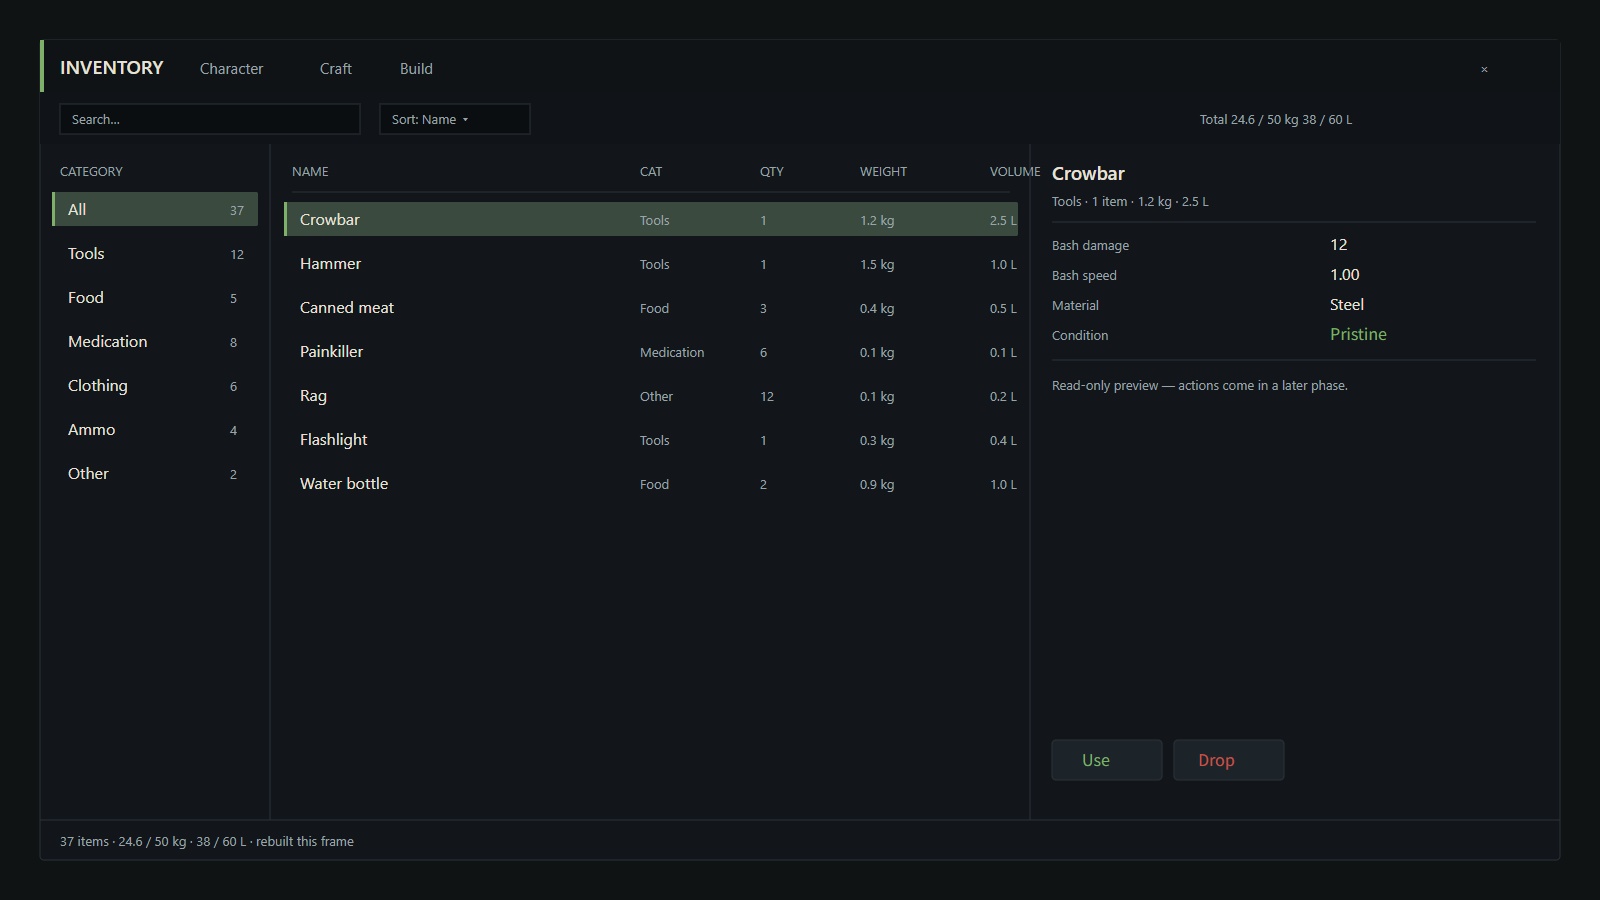 INVENTORY Character Craft Build ×
Search... Sort: Name ▾ Total 24.6 / 50 kg 38 / 60 L
CATEGORY
All 37
Tools 12
Food 5
Medication 8
Clothing 6
Ammo 4
Other 2
NAME CAT QTY WEIGHT VOLUME
Crowbar Tools 1 1.2 kg 2.5 L
Hammer Tools 1 1.5 kg 1.0 L
Canned meat Food 3 0.4 kg 0.5 L
Painkiller Medication 6 0.1 kg 0.1 L
Rag Other 12 0.1 kg 0.2 L
Flashlight Tools 1 0.3 kg 0.4 L
Water bottle Food 2 0.9 kg 1.0 L
Crowbar
Tools · 1 item · 1.2 kg · 2.5 L
Bash damage 12
Bash speed 1.00
Material Steel
Condition Pristine
Read-only preview — actions come in a later phase.
Use Drop
37 items · 24.6 / 50 kg · 38 / 60 L · rebuilt this frame